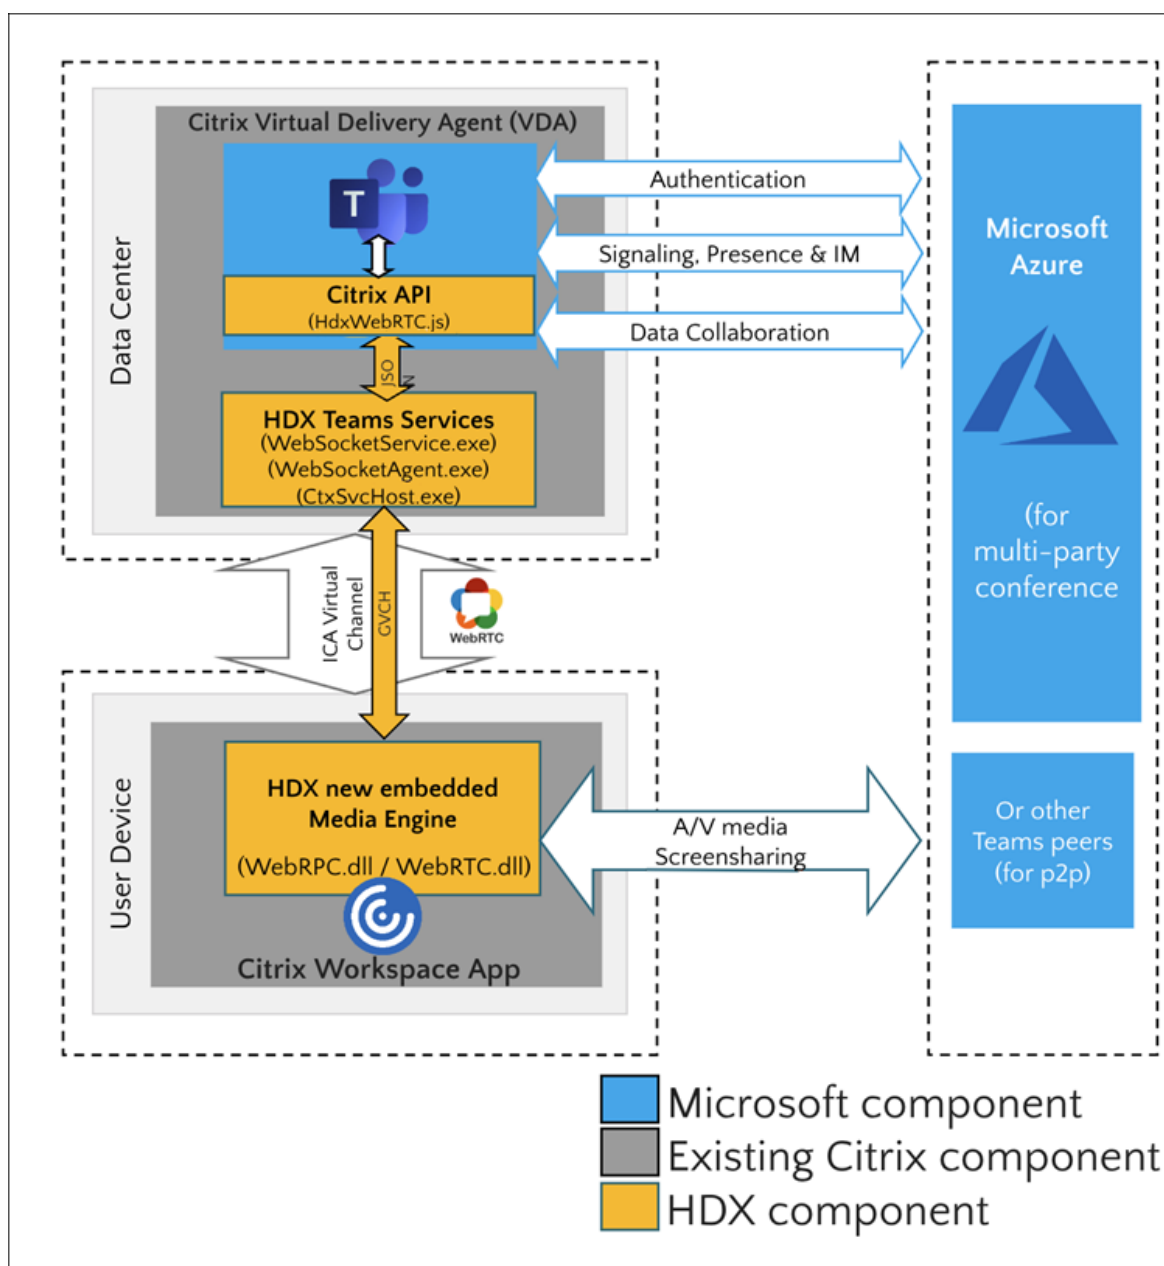 Citrix Virtual Delivery Agent (VDA)
Data Center
T
Citrix API
(HdxWebRTC.js)
JSO
N
HDX Teams Services
(WebSocketService.exe)
(WebSocketAgent.exe)
(CtxSvcHost.exe)
Authentication
Signaling, Presence & IM
Data Collaboration
Microsoft
Azure
(for
multi-party
conference
ICA Virtual
Channel
GVCH
WebRTC
User Device
HDX new embedded
Media Engine
(WebRPC.dll / WebRTC.dll)
Citrix Workspace App
A/V media
Screensharing
Or other
Teams peers
(for p2p)
Microsoft component
Existing Citrix component
HDX component